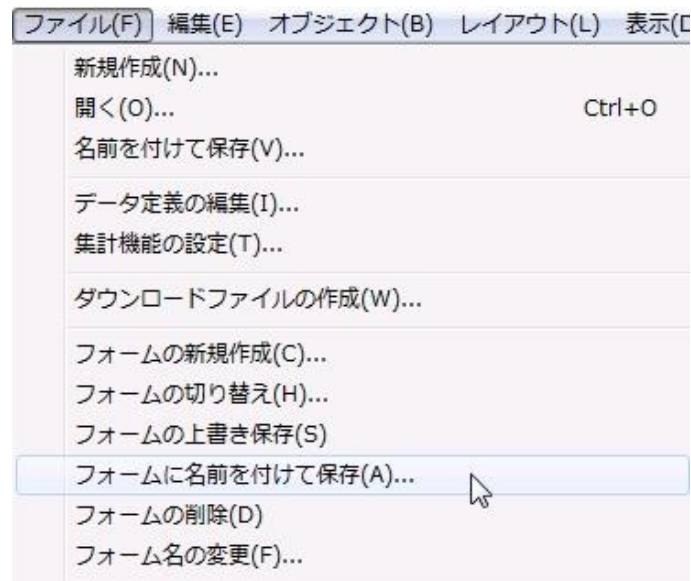 ファイル(F) 編集(E) オブジェクト(B) レイアウト(L) 表示(D
新規作成(N)...
開く(O)... Ctrl+O
名前を付けて保存(V)...
データ定義の編集(I)...
集計機能の設定(T)...
ダウンロードファイルの作成(W)...
フォームの新規作成(C)...
フォームの切り替え(H)...
フォームの上書き保存(S)
フォームに名前を付けて保存(A)...
フォームの削除(D)
フォーム名の変更(F)...